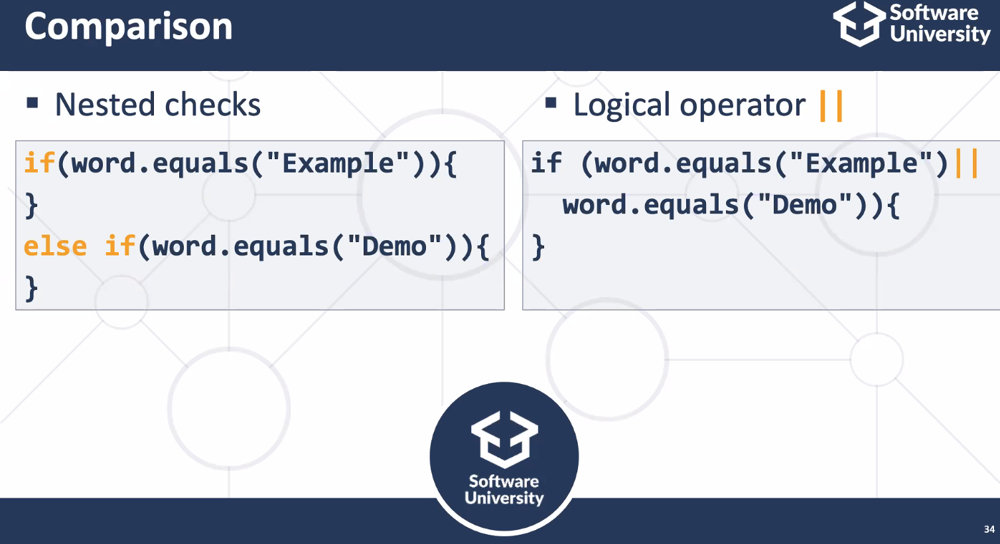 Comparison
Software
University
▪ Nested checks
if(word.equals("Example")){
}
else if(word.equals("Demo")){
}
▪ Logical operator ||
if (word.equals("Example")||
  word.equals("Demo")){
}
Software
University
34